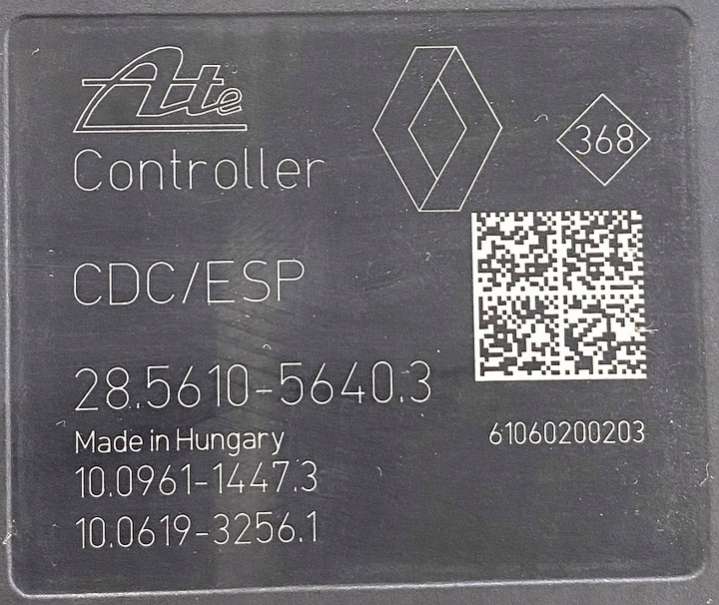 Ate
368
Controller
CDC/ESP
28.5610-5640.3
Made in Hungary
61060200203
10.0961-1447.3
10.0619-3256.1